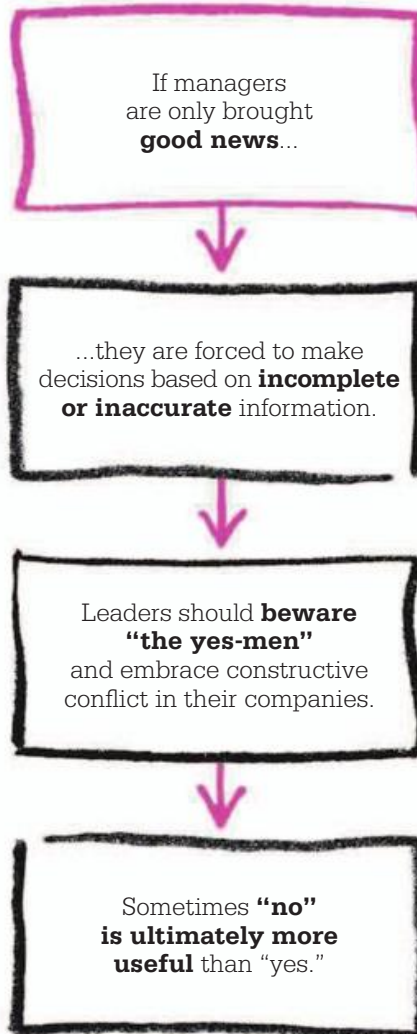 If managers
are only brought
good news...
...they are forced to make
decisions based on incomplete
or inaccurate information.
Leaders should beware
“the yes-men”
and embrace constructive
conflict in their companies.
Sometimes “no”
is ultimately more
useful than “yes.”